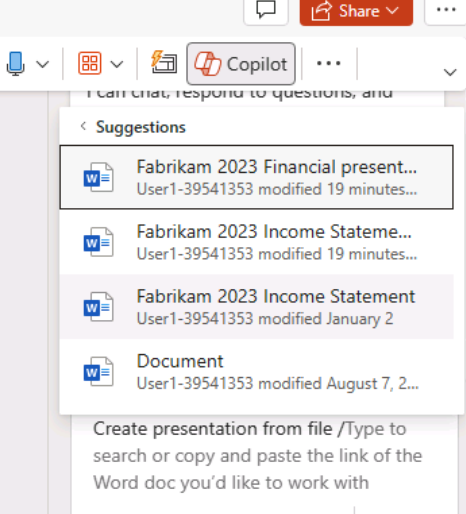 Share
Copilot
I can chat, respond to questions, and
Suggestions
Fabrikam 2023 Financial present...
User1-39541353 modified 19 minutes...
Fabrikam 2023 Income Stateme...
User1-39541353 modified 19 minutes...
Fabrikam 2023 Income Statement
User1-39541353 modified January 2
Document
User1-39541353 modified August 7, 2...
Create presentation from file /Type to
search or copy and paste the link of the
Word doc you'd like to work with